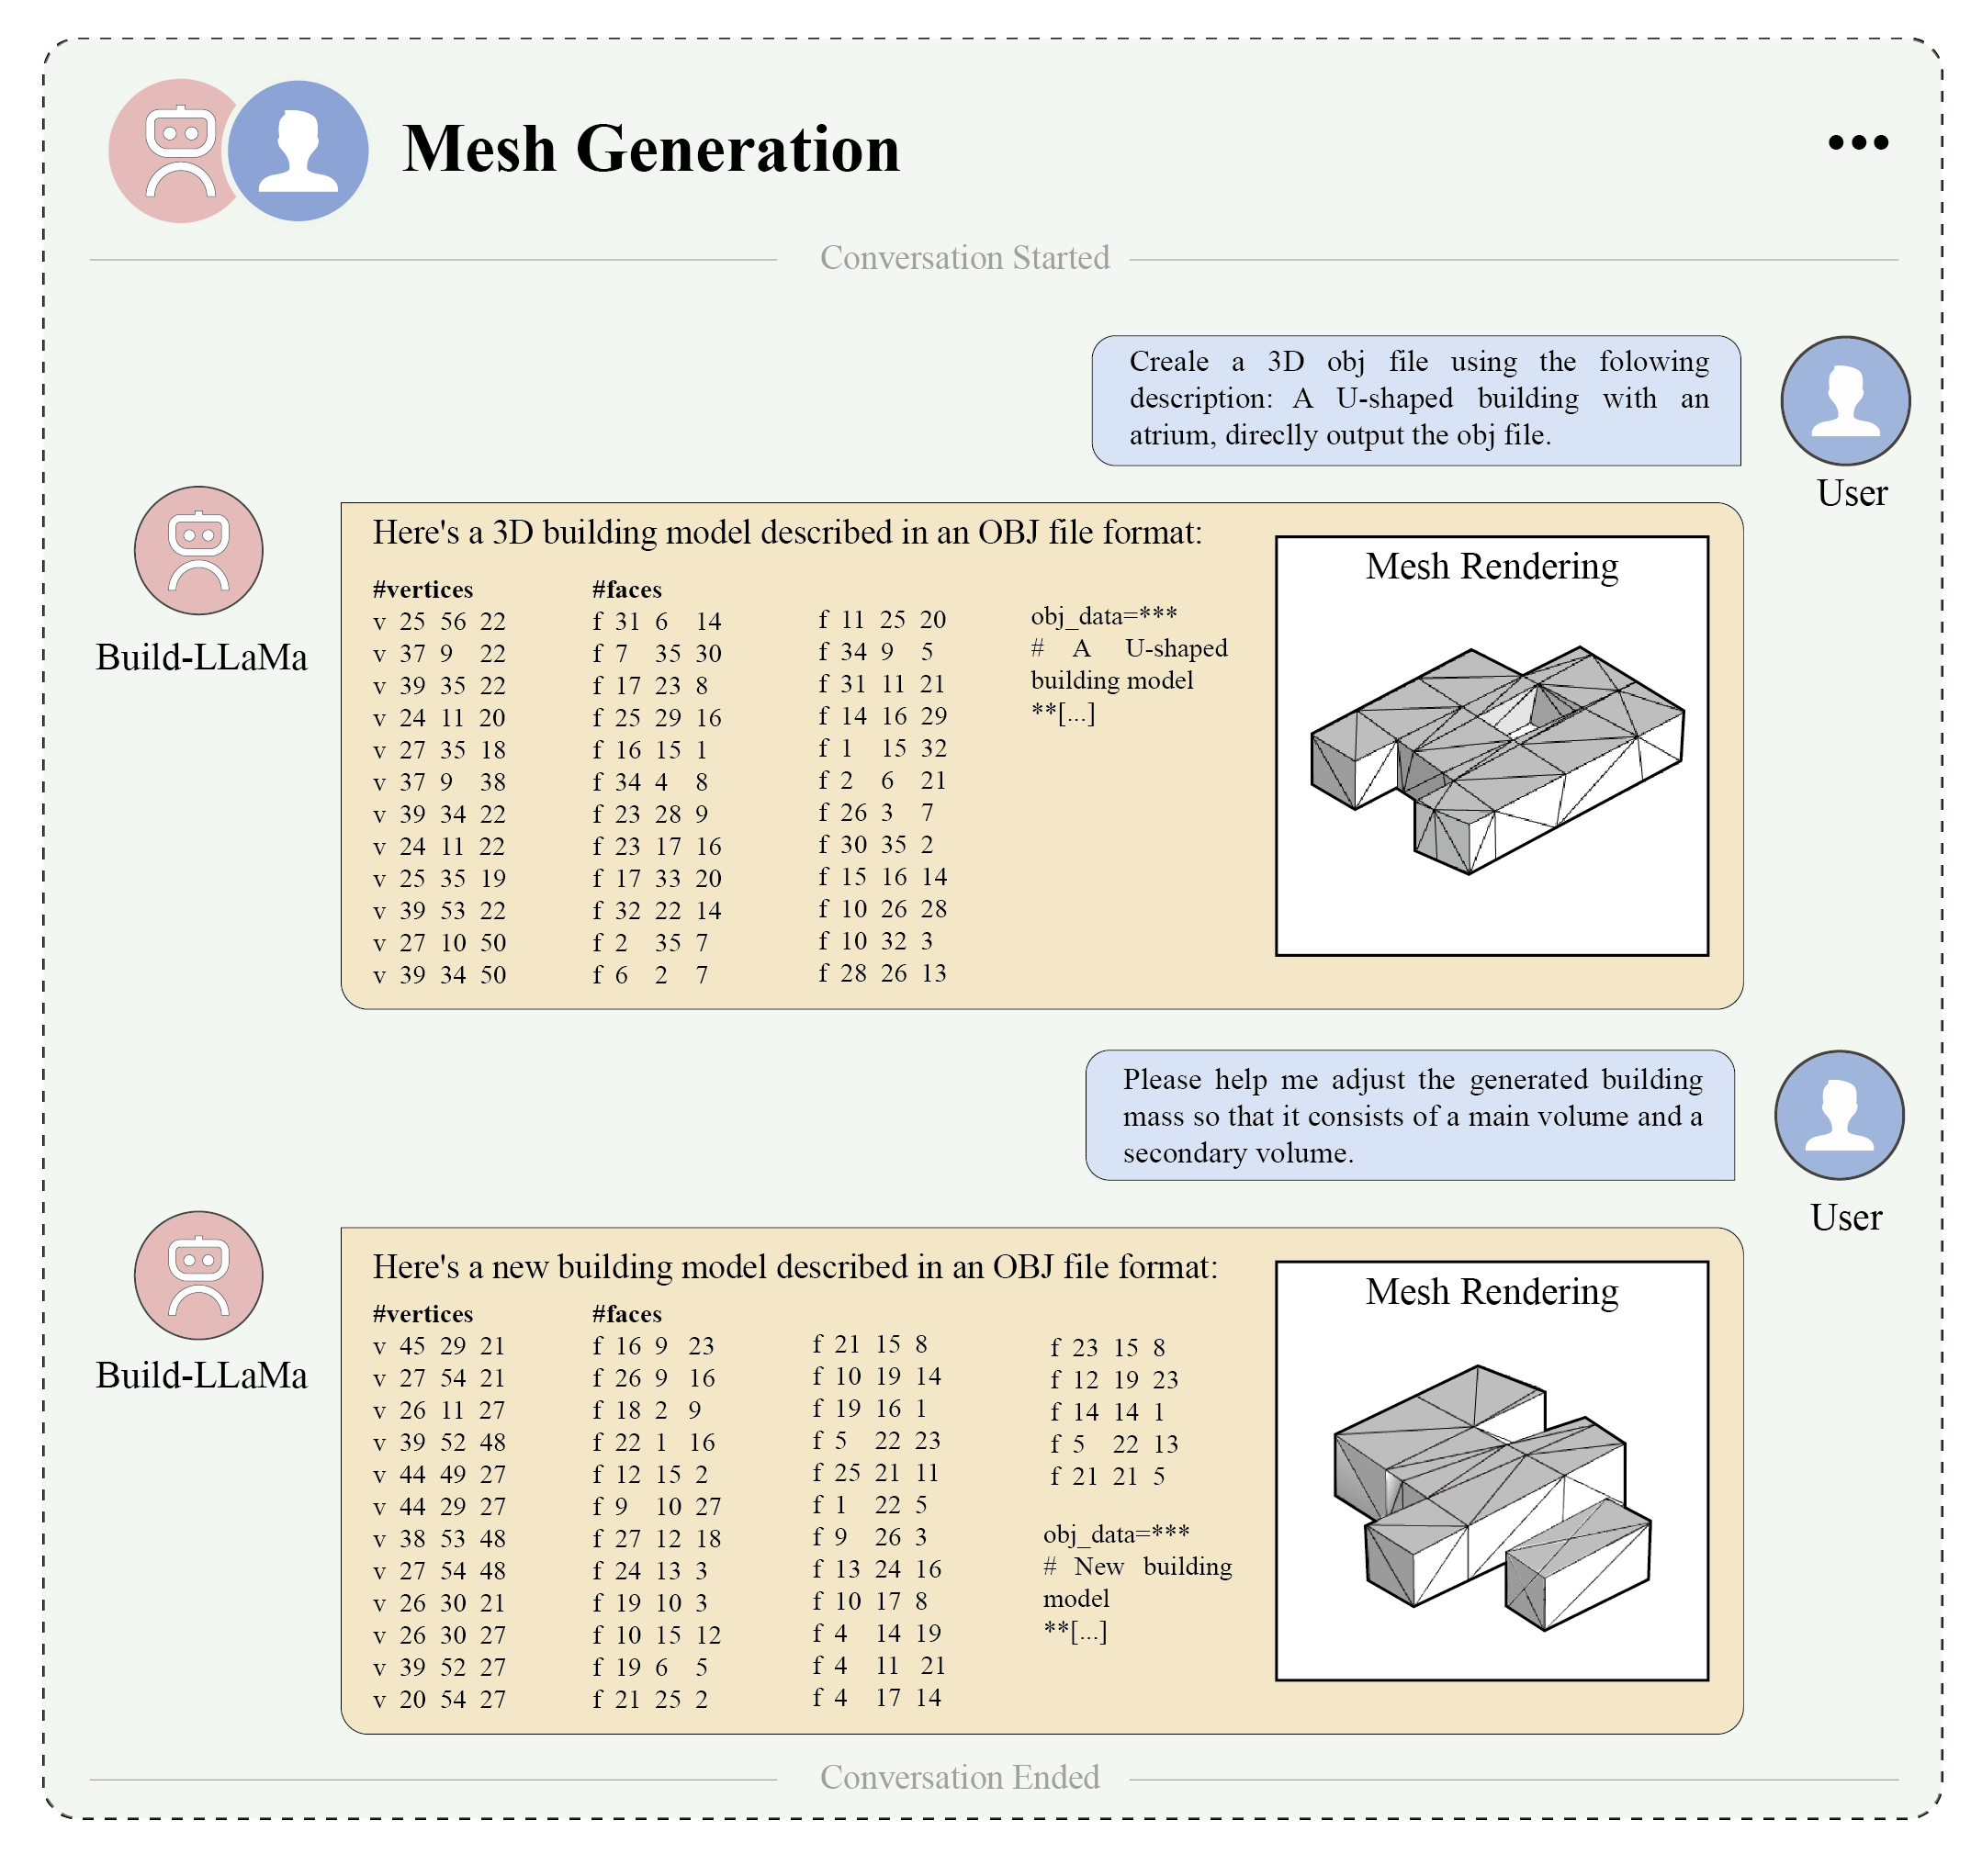 Mesh Generation
Conversation Started
Creale a 3D obj file using the folowing
description: A U-shaped building with an
atrium, direclly output the obj file.
User
Build-LLaMa
Here's a 3D building model described in an OBJ file format:
#vertices
v 25 56 22
v 37 9 22
v 39 35 22
v 24 11 20
v 27 35 18
v 37 9 38
v 39 34 22
v 24 11 22
v 25 35 19
v 39 53 22
v 27 10 50
v 39 34 50
#faces
f 31 6 14
f 7 35 30
f 17 23 8
f 25 29 16
f 16 15 1
f 34 4 8
f 23 28 9
f 23 17 16
f 17 33 20
f 32 22 14
f 2 35 7
f 6 2 7
f 11 25 20
f 34 9 5
f 31 11 21
f 14 16 29
f 1 15 32
f 2 6 21
f 26 3 7
f 30 35 2
f 15 16 14
f 10 26 28
f 10 32 3
f 28 26 13
obj_data=***
# A U-shaped
building model
**[...]
Mesh Rendering
Please help me adjust the generated building
mass so that it consists of a main volume and a
secondary volume.
User
Build-LLaMa
Here's a new building model described in an OBJ file format:
#vertices
v 45 29 21
v 27 54 21
v 26 11 27
v 39 52 48
v 44 49 27
v 44 29 27
v 38 53 48
v 27 54 48
v 26 30 21
v 26 30 27
v 39 52 27
v 20 54 27
#faces
f 16 9 23
f 26 9 16
f 18 2 9
f 22 1 16
f 12 15 2
f 9 10 27
f 27 12 18
f 24 13 3
f 19 10 3
f 10 15 12
f 19 6 5
f 21 25 2
f 21 15 8
f 10 19 14
f 19 16 1
f 5 22 23
f 25 21 11
f 1 22 5
f 9 26 3
f 13 24 16
f 10 17 8
f 4 14 19
f 4 11 21
f 4 17 14
f 23 15 8
f 12 19 23
f 14 14 1
f 5 22 13
f 21 21 5
obj_data=***
# New building
model
**[...]
Mesh Rendering
Conversation Ended